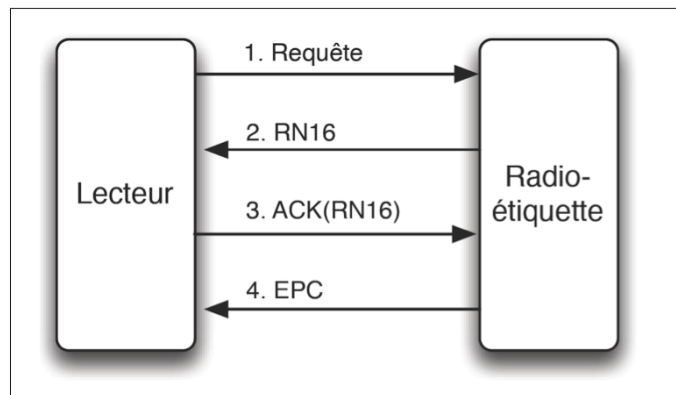 1. Requête
2. RN16
Lecteur
3. ACK(RN16)
4. EPC
Radio-
étiquette